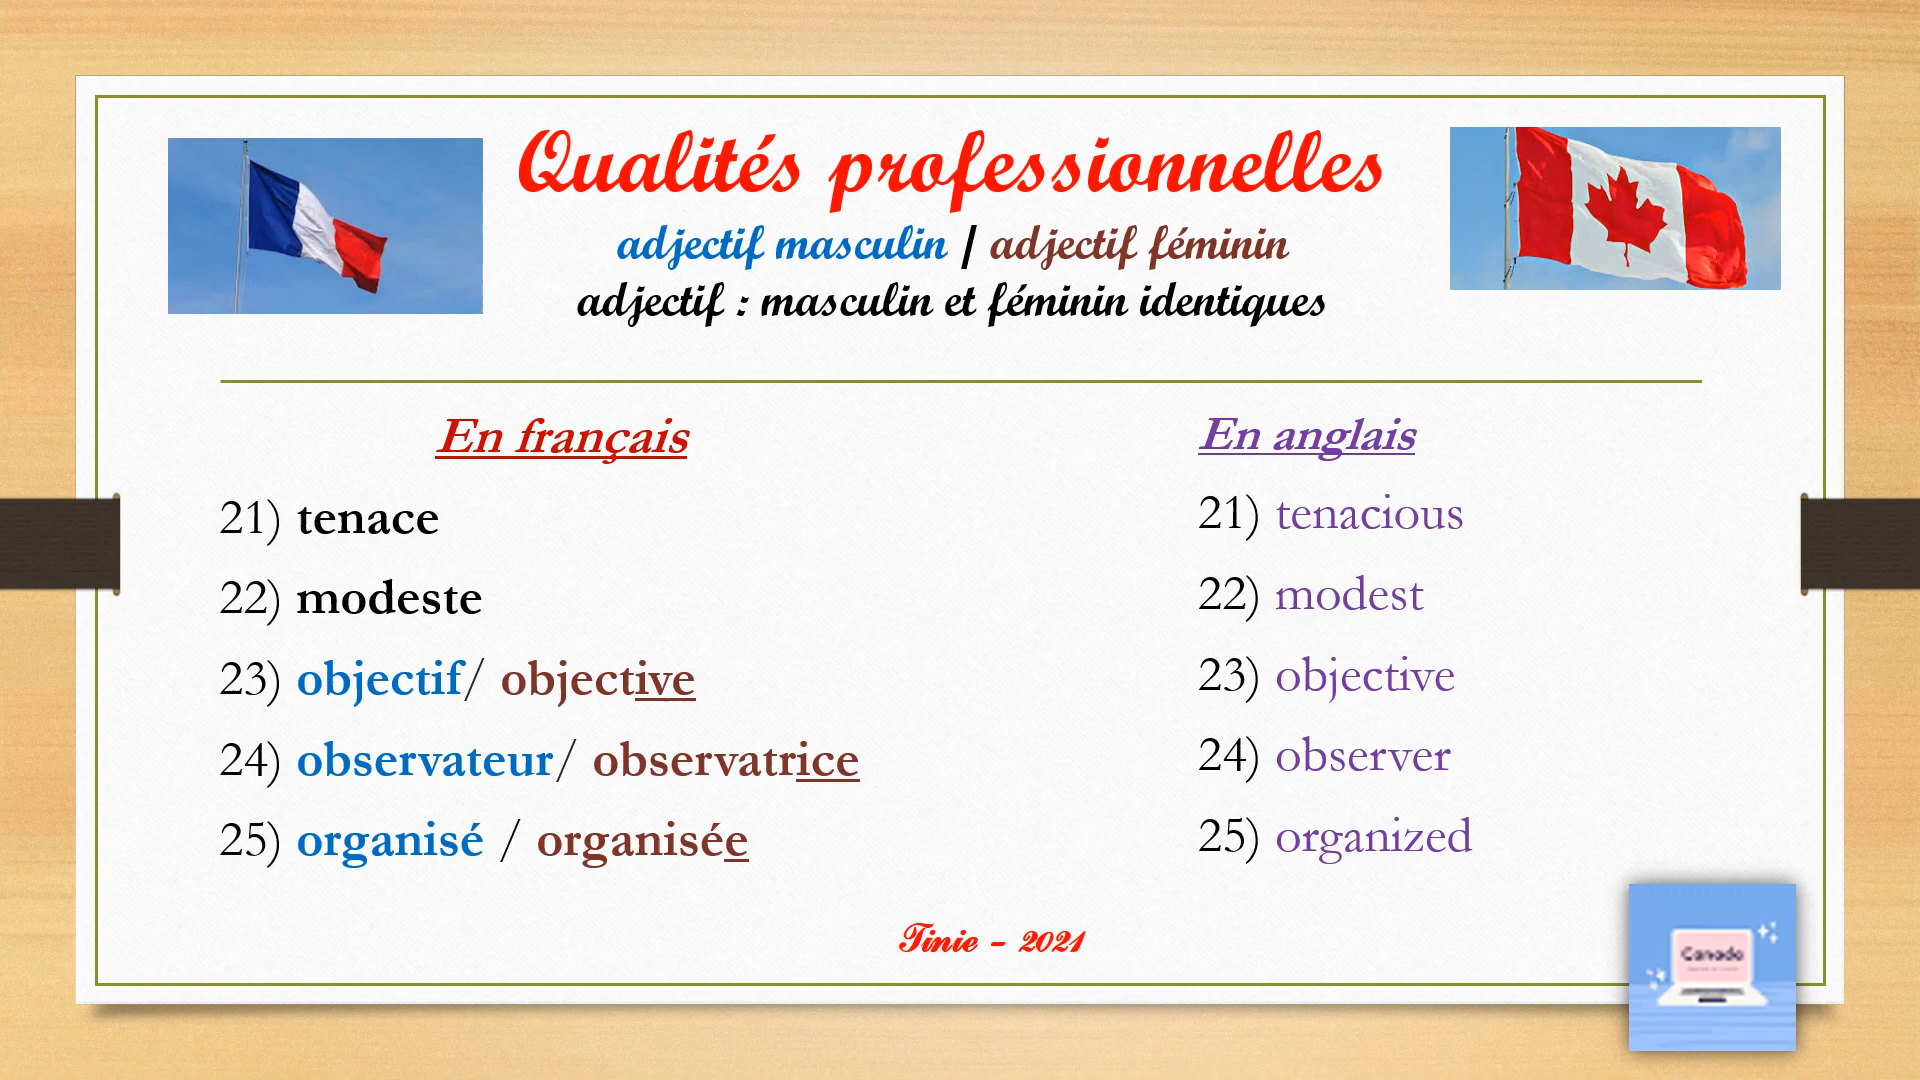 Qualités professionnelles
adjectif masculin / adjectif féminin
adjectif : masculin et féminin identiques
En français
21) tenace
22) modeste
23) objectif/ objective
24) observateur/ observatrice
25) organisé / organisée
En anglais
21) tenacious
22) modest
23) objective
24) observer
25) organized
Tinie - 2021
Canada